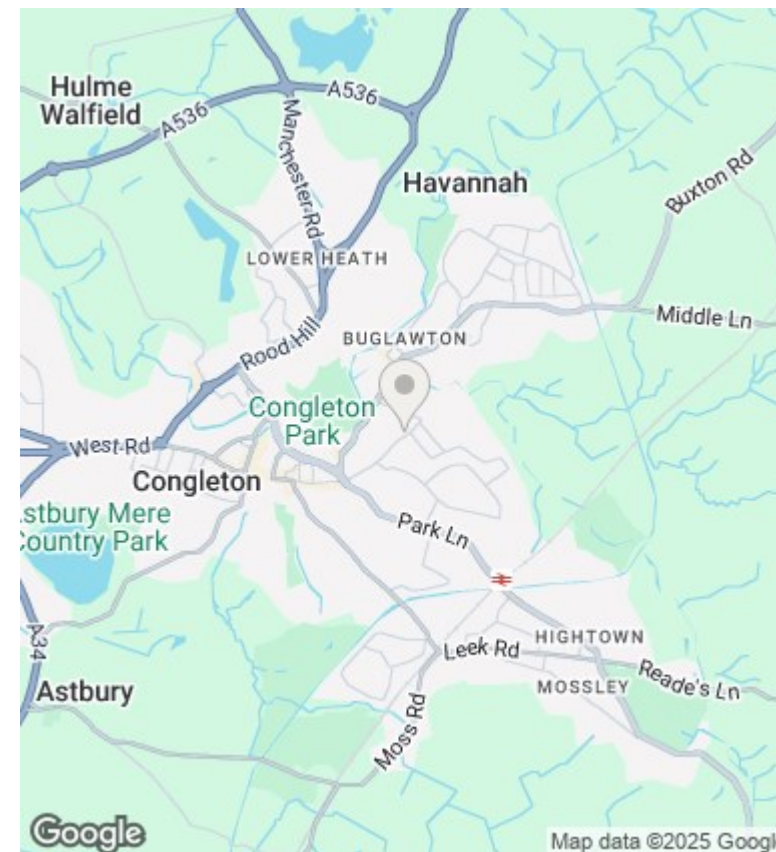 Hulme
Walfield
A536
A536
Manchester Rd
Havannah
Buxton Rd
LOWER HEATH
Middle Ln
Rood Hill
BUGLAWTON
Congleton
Park
West Rd
Congleton
stbury Mere
Country Park
Park Ln
A34
HIGHTOWN
Leek Rd
Reade's Ln
MOSSLEY
Astbury
Moss Rd
Google
Map data ©2025 Googl